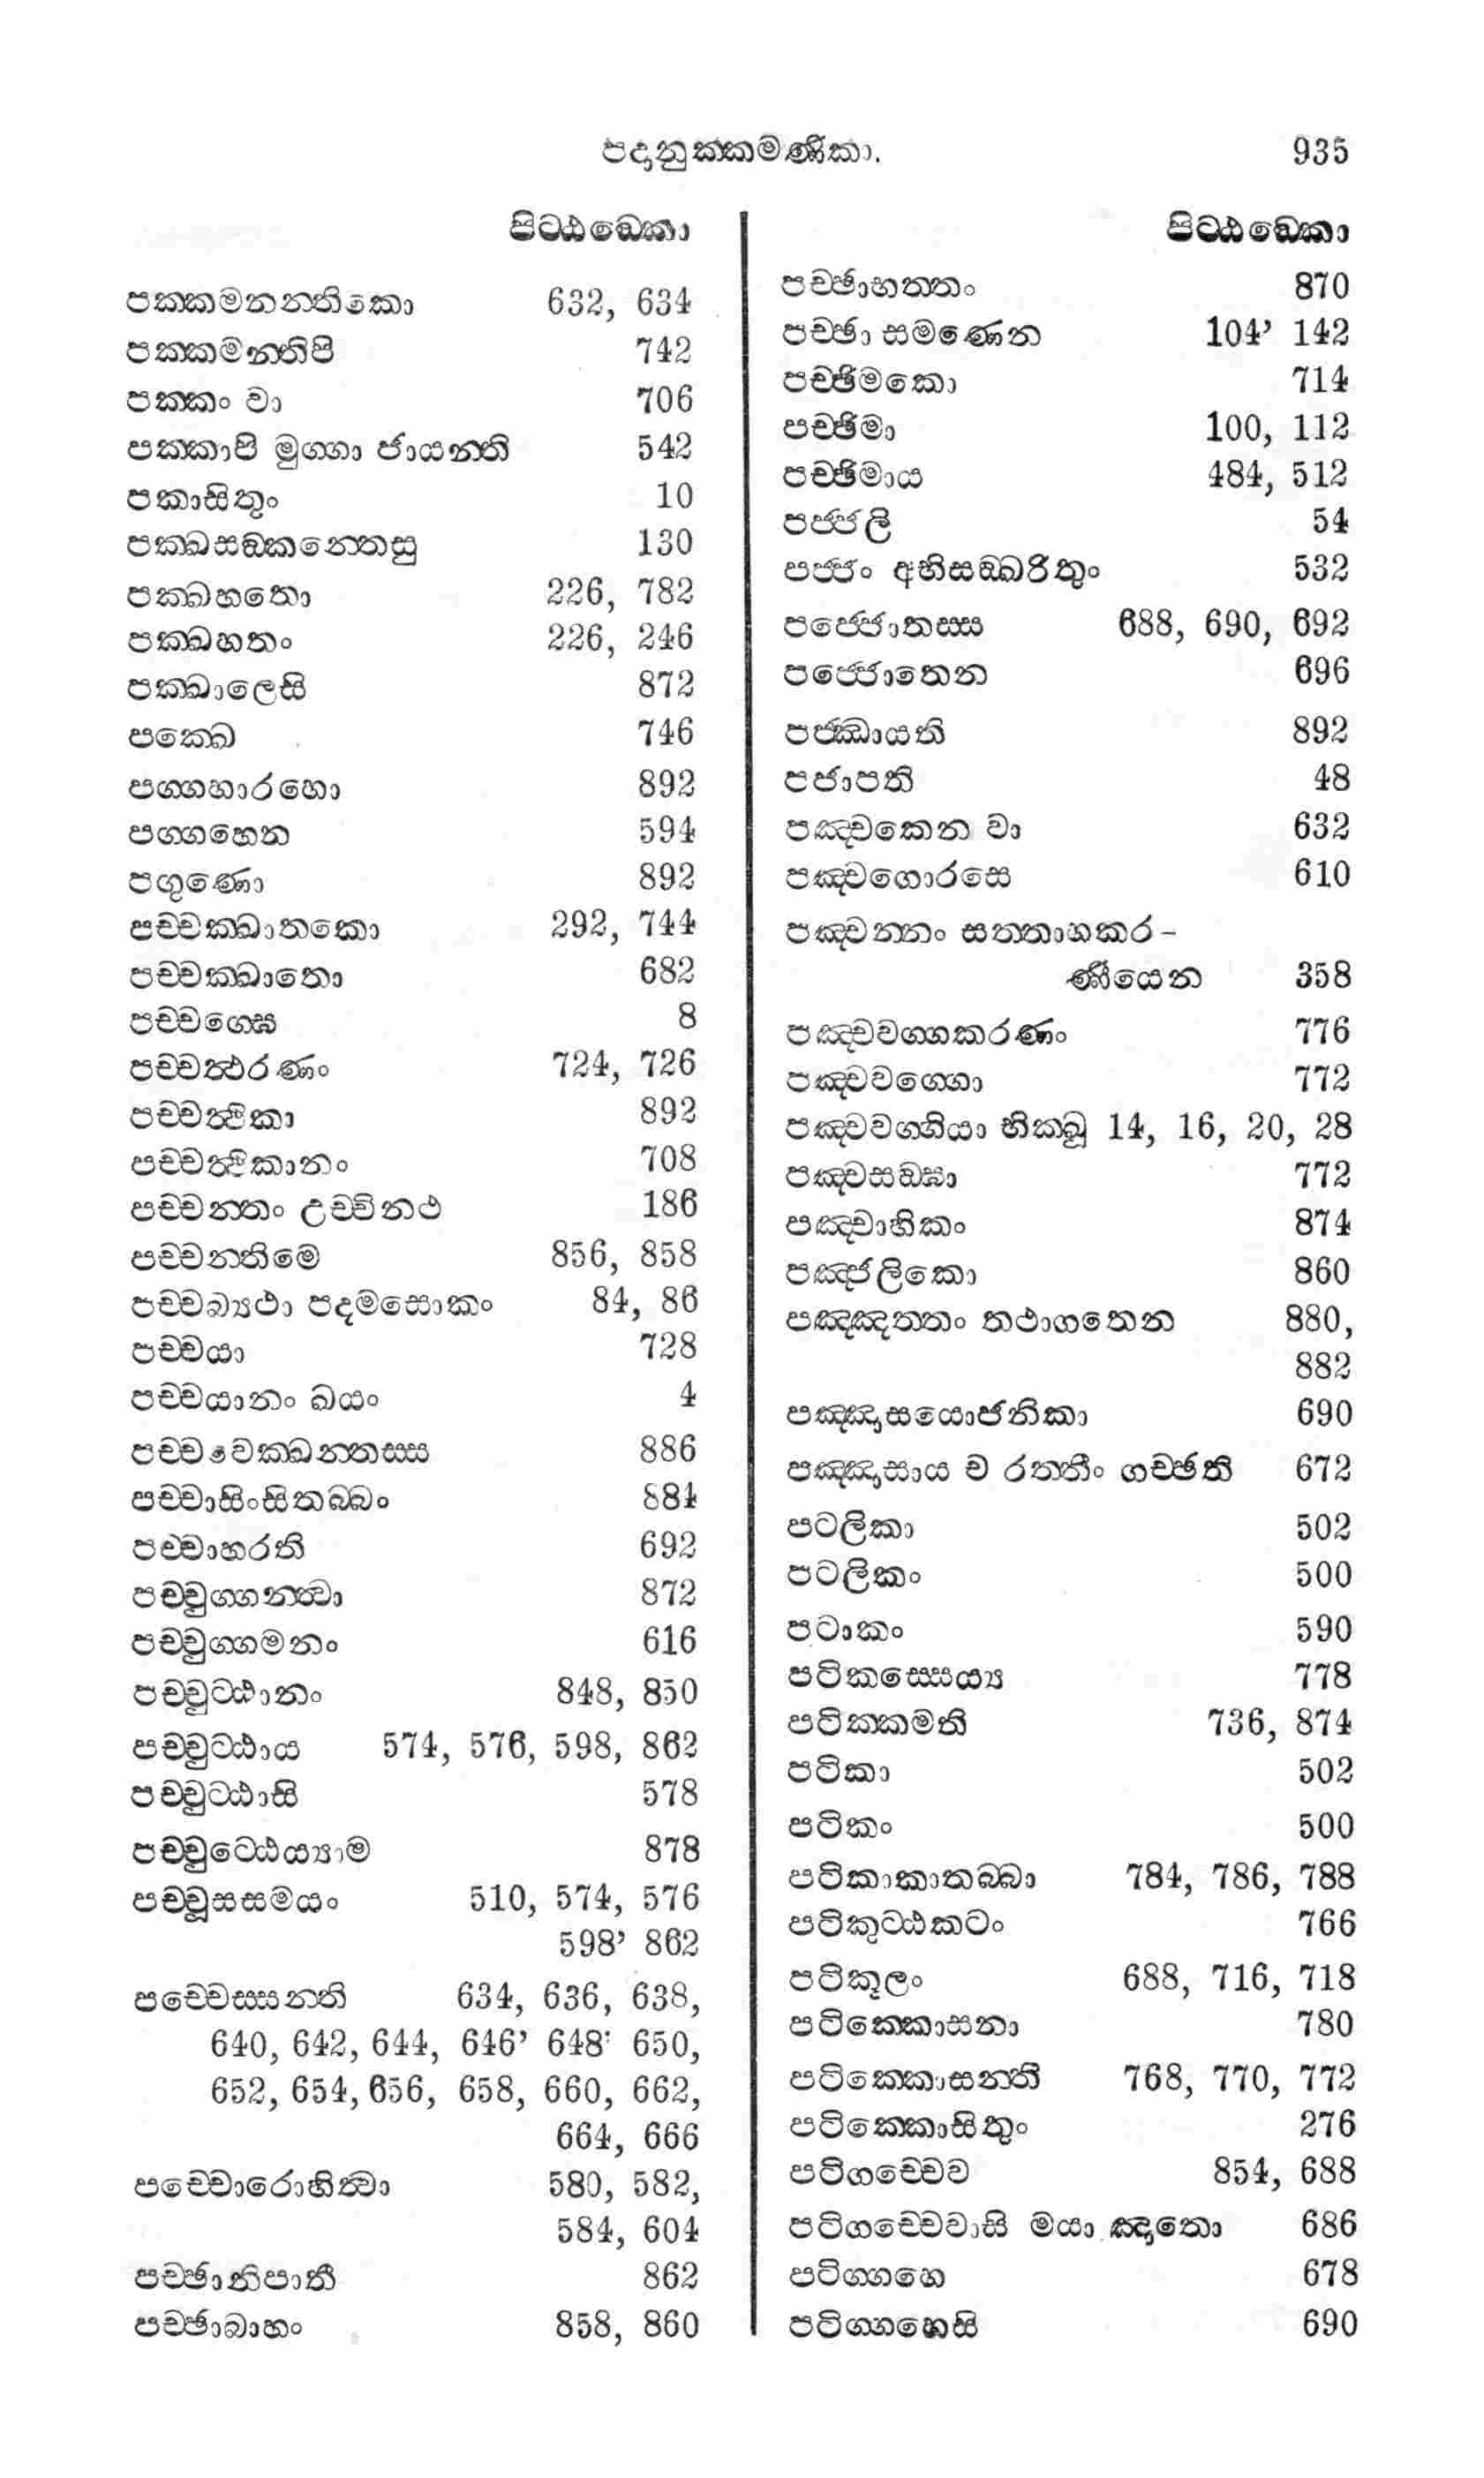 පදානුක්කමණිකා.
935
පිට්ඨඞ්කො
පක්කමනන්තිකො 632, 634
පක්කමන්තිපි 742
පක්කං වා 706
පක්කාපි මුග්ගා ජායන්ති 542
පකාසිතුං 10
පක්ඛසඞ්කන්තෙසු 130
පක්ඛහතො 226, 782
පක්ඛහතං 226, 246
පක්ඛාලෙසි 872
පක්ඛෙ 746
පග්ගහාරහො 892
පග්ගහෙන 594
පගුණො 892
පච්චක්ඛාතකො 292, 744
පච්චක්ඛාතො 682
පච්චග්ඝෙ 8
පච්චත්ථරණං 724, 726
පච්චත්ථිකා 892
පච්චත්ථිකානං 708
පච්චන්තං උච්චිනථ 186
පච්චන්තිමෙ 856, 858
පච්චබ්‍යථා පදමසොකං 84, 86
පච්චයා 728
පච්චයානං ඛයං 4
පච්චවෙක්ඛන්තස්ස 886
පච්චාසිංසිතබ්බං 884
පච්චාහරති 692
පච්චුග්ගන්ත්වා 872
පච්චුග්ගමනං 616
පච්චුට්ඨානං 848, 850
පච්චුට්ඨාය 574, 576, 598, 862
පච්චුට්ඨාසි 578
පච්චුට්ඨෙය්‍යාම 878
පච්චූසසමයං 510, 574, 576
598’ 862
පච්චෙස්සන්ති 634, 636, 638,
640, 642, 644, 646’ 648’ 650,
652, 654, 656, 658, 660, 662,
664, 666
පච්චොරොහිත්වා 580, 582,
584, 604
පච්ඡානිපාතී 862
පච්ඡාබාහං 858, 860
පිට්ඨඞ්කො
පච්ඡාභත්තං 870
පච්ඡා සමණෙන 104’ 142
පච්ඡිමකො 714
පච්ඡිමා 100, 112
පච්ඡිමාය 484, 512
පජ්ජලි 54
පජ්ජං අභිසඞ්ඛරිතුං 532
පජ්ජොතස්ස 688, 690, 692
පජ්ජොතෙන 696
පජ්ඣායති 892
පජාපති 48
පඤ්චකෙන වා 632
පඤ්චගොරසෙ 610
පඤ්චන්නං සත්තාහකර-
ණීයෙන 358
පඤ්චවග්ගකරණං 776
පඤ්චවග්ගො 772
පඤ්චවග්ගියා භික්ඛූ 14, 16, 20, 28
පඤ්චසඞ්ඝා 772
පඤ්චාහිකං 874
පඤ්ජලිකො 860
පඤ්ඤත්තං තථාගතෙන 880,
882
පඤ්ඤාසයොජනිකා 690
පඤ්ඤාසාය ච රත්තීං ගච්ඡති 672
පටලිකා 502
පටලිකං 500
පටාකං 590
පටිකස්සෙය්‍ය 778
පටික්කමති 736, 874
පටිකා 502
පටිකං 500
පටිකාකාතබ්බා 784, 786, 788
පටිකුට්ඨකටං 766
පටිකූලං 688, 716, 718
පටික්කොසනා 780
පටික්කොසන්තී 768, 770, 772
පටික්කොසිතුං 276
පටිගච්චෙව 854, 688
පටිගච්චෙවාසි මයා ඤාතො 686
පටිග්ගහෙ 678
පටිග්ගහෙසි 690